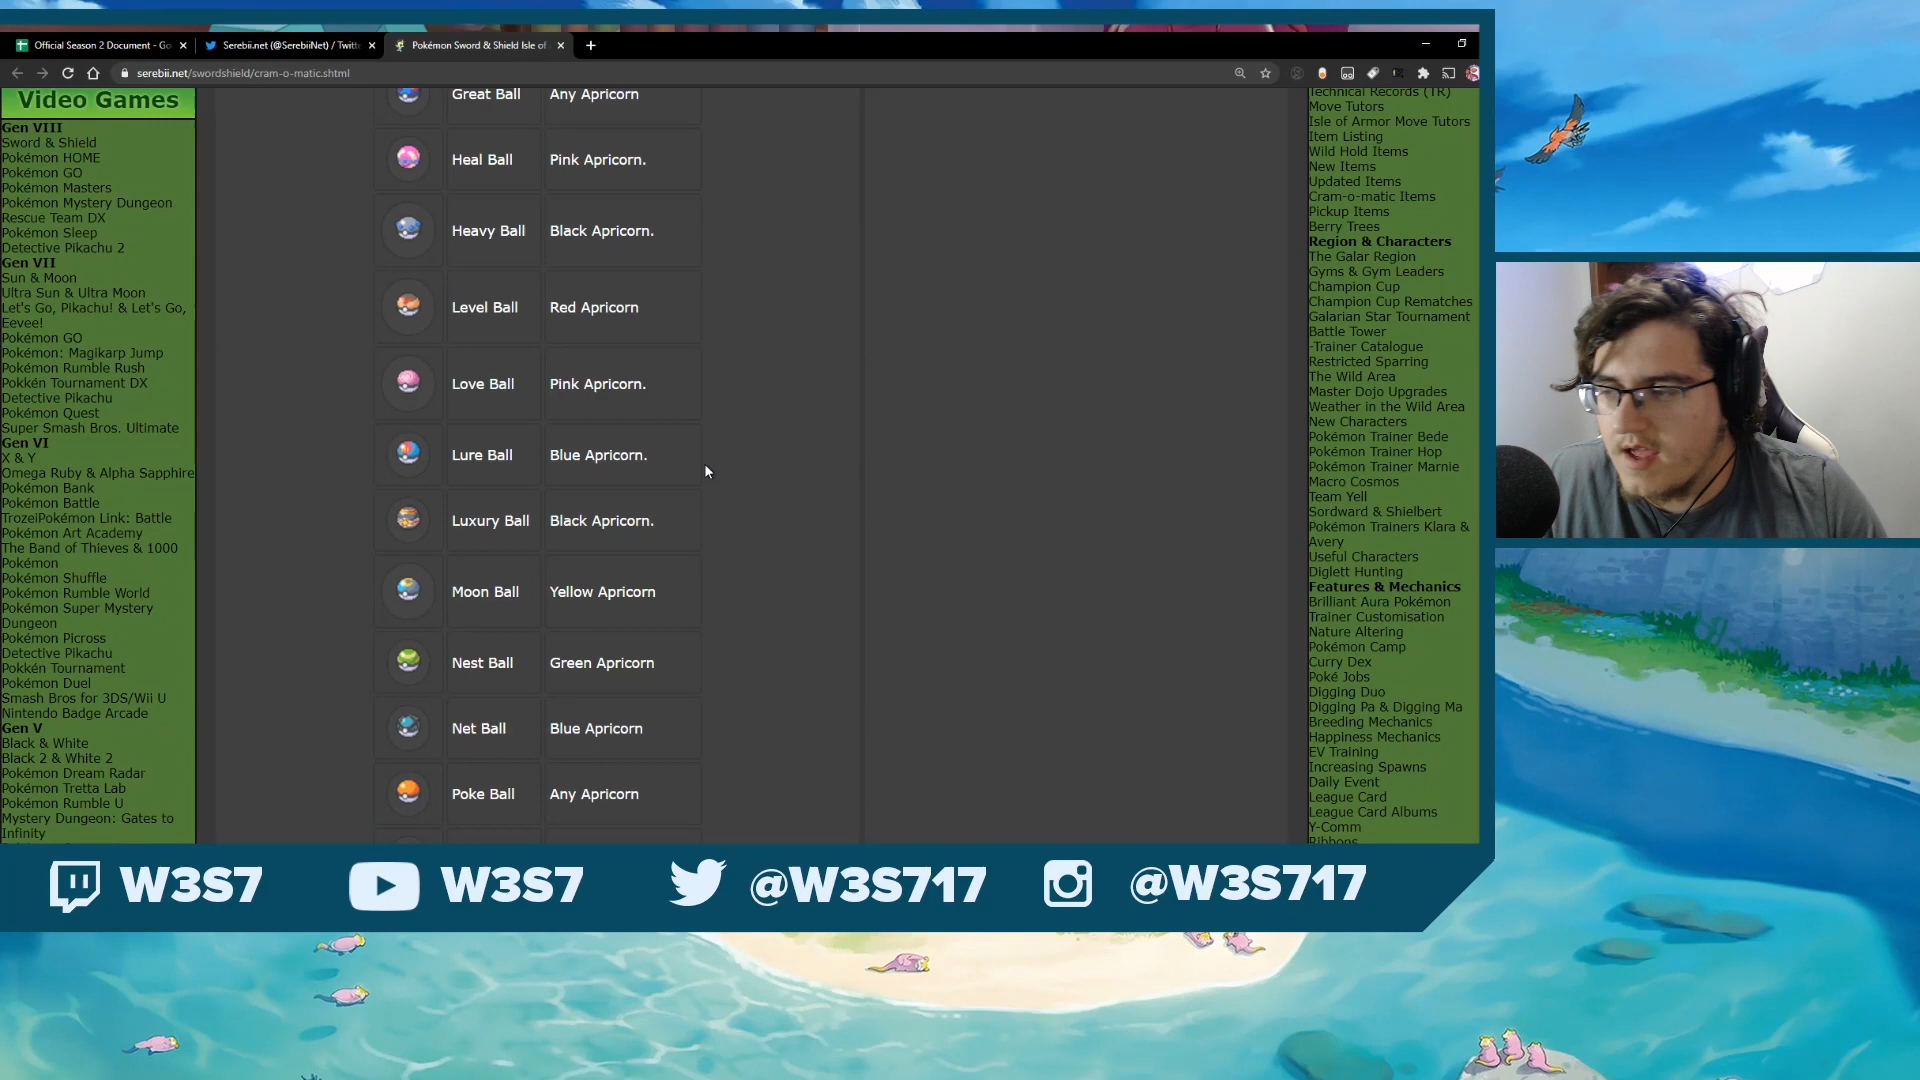 Official Season 2 Document - Go
Serebii.net (@SerebiiNet) / Twitt
Pokémon Sword & Shield Isle of
serebii.net/swordshield/cram-o-matic.shtml
Video Games
Gen VIII
Sword & Shield
Pokémon HOME
Pokémon GO
Pokémon Masters
Pokémon Mystery Dungeon
Rescue Team DX
Pokémon Sleep
Detective Pikachu 2
Gen VII
Sun & Moon
Ultra Sun & Ultra Moon
Let's Go, Pikachu! & Let's Go,
Eevee!
Pokémon GO
Pokémon: Magikarp Jump
Pokémon Rumble Rush
Pokkén Tournament DX
Detective Pikachu
Pokémon Quest
Super Smash Bros. Ultimate
Gen VI
X & Y
Omega Ruby & Alpha Sapphire
Pokémon Bank
Pokémon Battle
TrozeiPokémon Link: Battle
Pokémon Art Academy
The Band of Thieves & 1000
Pokémon
Pokémon Shuffle
Pokémon Rumble World
Pokémon Super Mystery
Dungeon
Pokémon Picross
Detective Pikachu
Pokkén Tournament
Pokémon Duel
Smash Bros for 3DS/Wii U
Nintendo Badge Arcade
Gen V
Black & White
Black 2 & White 2
Pokémon Dream Radar
Pokémon Tretta Lab
Pokémon Rumble U
Mystery Dungeon: Gates to
Infinity
Great Ball Any Apricorn
Heal Ball Pink Apricorn.
Heavy Ball Black Apricorn.
Level Ball Red Apricorn
Love Ball Pink Apricorn.
Lure Ball Blue Apricorn.
Luxury Ball Black Apricorn.
Moon Ball Yellow Apricorn
Nest Ball Green Apricorn
Net Ball Blue Apricorn
Poke Ball Any Apricorn
Technical Records (TR)
Move Tutors
Isle of Armor Move Tutors
Item Listing
Wild Hold Items
New Items
Updated Items
Cram-o-matic Items
Pickup Items
Berry Trees
Region & Characters
The Galar Region
Gyms & Gym Leaders
Champion Cup
Champion Cup Rematches
Galarian Star Tournament
Battle Tower
-Trainer Catalogue
Restricted Sparring
The Wild Area
Master Dojo Upgrades
Weather in the Wild Area
New Characters
Pokémon Trainer Bede
Pokémon Trainer Hop
Pokémon Trainer Marnie
Macro Cosmos
Team Yell
Sordward & Shielbert
Pokémon Trainers Klara &
Avery
Useful Characters
Diglett Hunting
Features & Mechanics
Brilliant Aura Pokémon
Trainer Customisation
Nature Altering
Pokémon Camp
Curry Dex
Poké Jobs
Digging Duo
Digging Pa & Digging Ma
Breeding Mechanics
Happiness Mechanics
EV Training
Increasing Spawns
Daily Event
League Card
League Card Albums
Y-Comm
Ribbons
W3S7 W3S7 @W3S717 @W3S717